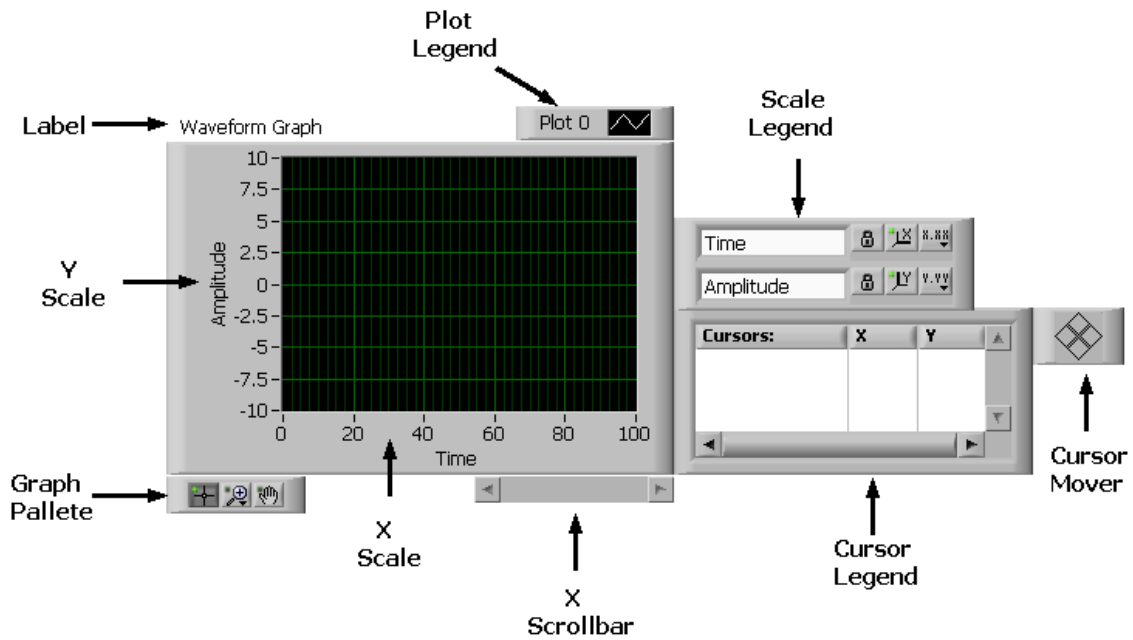 Plot
Legend
Label
Waveform Graph
Plot 0
Scale
Legend
10
7.5
5
2.5
0
-2.5
-5
-7.5
-10
Amplitude
Y
Scale
0
20
40
60
80
100
Time
Time
X
X.XX
Amplitude
Y
Y.YY
Cursors:
X
Y
Graph
Pallete
X
Scale
X
Scrollbar
Cursor
Legend
Cursor
Mover